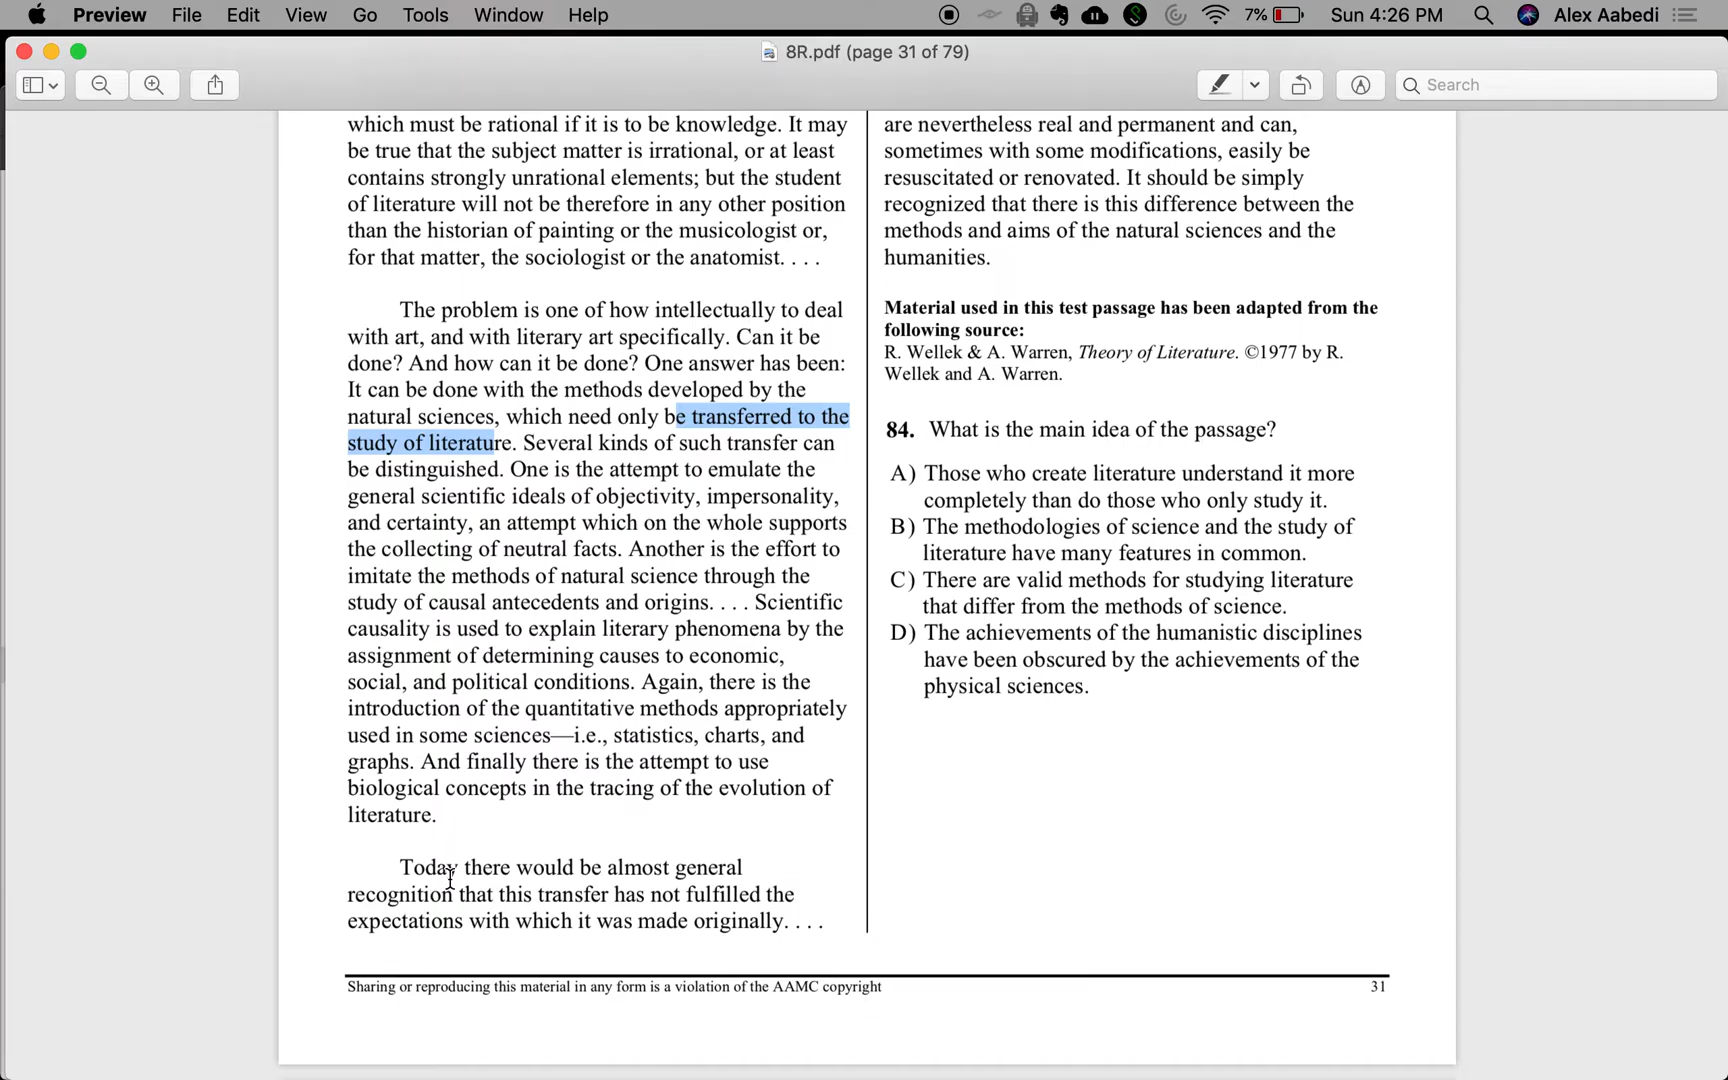 Preview File Edit View Go Tools Window Help 7% Sun 4:26 PM Alex Aabedi
8R.pdf (page 31 of 79)
Search
which must be rational if it is to be knowledge. It may
be true that the subject matter is irrational, or at least
contains strongly unrational elements; but the student
of literature will not be therefore in any other position
than the historian of painting or the musicologist or,
for that matter, the sociologist or the anatomist. . . .
The problem is one of how intellectually to deal
with art, and with literary art specifically. Can it be
done? And how can it be done? One answer has been:
It can be done with the methods developed by the
natural sciences, which need only be transferred to the
study of literature. Several kinds of such transfer can
be distinguished. One is the attempt to emulate the
general scientific ideals of objectivity, impersonality,
and certainty, an attempt which on the whole supports
the collecting of neutral facts. Another is the effort to
imitate the methods of natural science through the
study of causal antecedents and origins. . . . Scientific
causality is used to explain literary phenomena by the
assignment of determining causes to economic,
social, and political conditions. Again, there is the
introduction of the quantitative methods appropriately
used in some sciences—i.e., statistics, charts, and
graphs. And finally there is the attempt to use
biological concepts in the tracing of the evolution of
literature.
Today there would be almost general
recognition that this transfer has not fulfilled the
expectations with which it was made originally. . . .
are nevertheless real and permanent and can,
sometimes with some modifications, easily be
resuscitated or renovated. It should be simply
recognized that there is this difference between the
methods and aims of the natural sciences and the
humanities.
Material used in this test passage has been adapted from the
following source:
R. Wellek & A. Warren, Theory of Literature. ©1977 by R.
Wellek and A. Warren.
84. What is the main idea of the passage?
A) Those who create literature understand it more
completely than do those who only study it.
B) The methodologies of science and the study of
literature have many features in common.
C) There are valid methods for studying literature
that differ from the methods of science.
D) The achievements of the humanistic disciplines
have been obscured by the achievements of the
physical sciences.
Sharing or reproducing this material in any form is a violation of the AAMC copyright 31